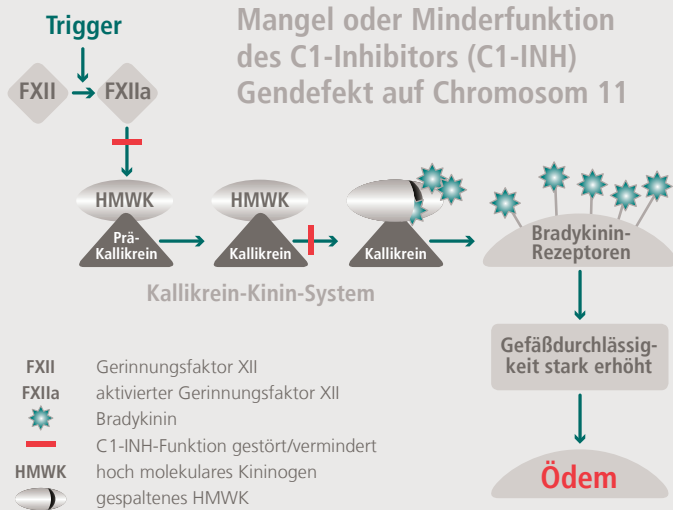 Trigger
Mangel oder Minderfunktion
des C1-Inhibitors (C1-INH)
Gendefekt auf Chromosom 11
FXII
FXIIa
HMWK
Prä-
Kallikrein
HMWK
Kallikrein
Kallikrein
Bradykinin-
Rezeptoren
Kallikrein-Kinin-System
Gefäßdurchlässig-
keit stark erhöht
Ödem
FXII Gerinnungsfaktor XII
FXIIa aktivierter Gerinnungsfaktor XII
Bradykinin
C1-INH-Funktion gestört/vermindert
HMWK hoch molekulares Kininogen
gespaltenes HMWK